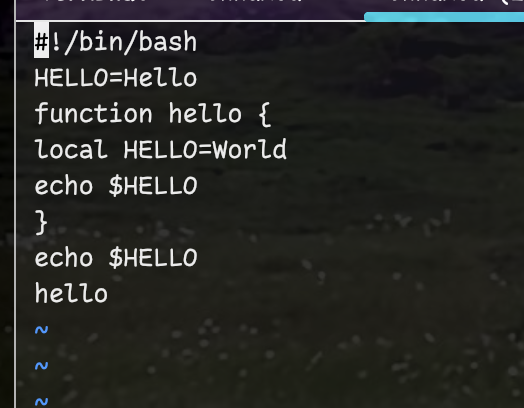 #!/bin/bash
HELLO=Hello
function hello {
local HELLO=World
echo $HELLO
}
echo $HELLO
hello
~
~
~